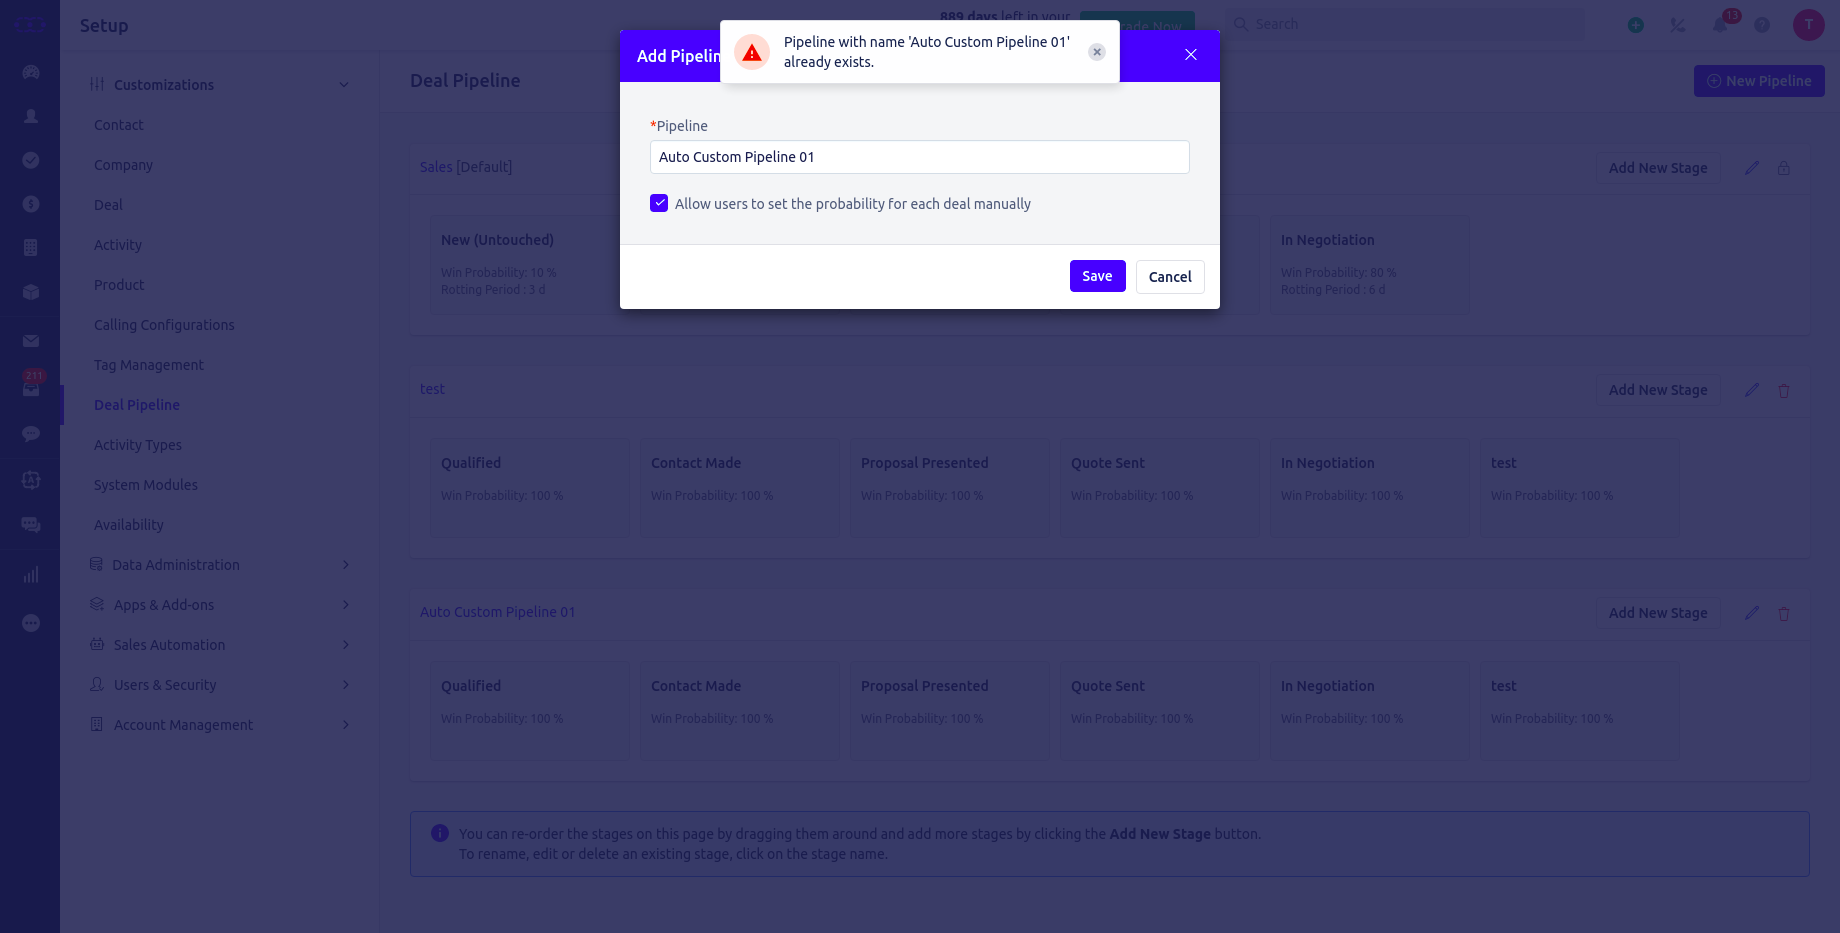 Setup
889 days left in your
Search
13
T
Add Pipelin
Pipeline with name 'Auto Custom Pipeline 01'
already exists.
Customizations
Contact
Company
Deal
Activity
Product
Calling Configurations
Tag Management
Deal Pipeline
Activity Types
System Modules
Availability
Data Administration
Apps & Add-ons
Sales Automation
Users & Security
Account Management
211
Deal Pipeline
New Pipeline
*Pipeline
Auto Custom Pipeline 01
Allow users to set the probability for each deal manually
Save
Cancel
Sales [Default]
Add New Stage
New (Untouched)
Win Probability: 10 %
Rotting Period : 3 d
In Negotiation
Win Probability: 80 %
Rotting Period : 6 d
test
Add New Stage
Qualified
Win Probability: 100 %
Contact Made
Win Probability: 100 %
Proposal Presented
Win Probability: 100 %
Quote Sent
Win Probability: 100 %
In Negotiation
Win Probability: 100 %
test
Win Probability: 100 %
Auto Custom Pipeline 01
Add New Stage
Qualified
Win Probability: 100 %
Contact Made
Win Probability: 100 %
Proposal Presented
Win Probability: 100 %
Quote Sent
Win Probability: 100 %
In Negotiation
Win Probability: 100 %
test
Win Probability: 100 %
You can re-order the stages on this page by dragging them around and add more stages by clicking the Add New Stage button.
To rename, edit or delete an existing stage, click on the stage name.